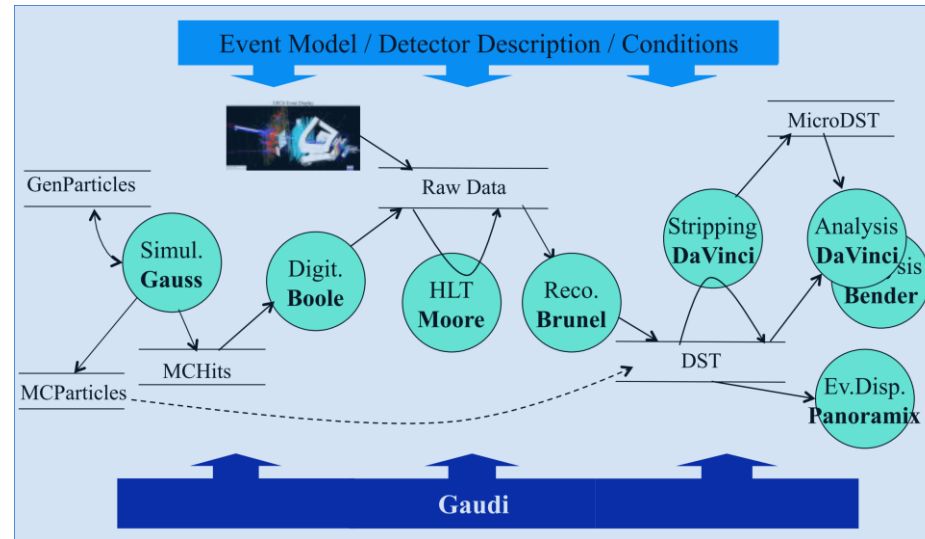 Event Model / Detector Description / Conditions
MicroDST
GenParticles
Raw Data
Simul.
Gauss
Digit.
Boole
HLT
Moore
Reco.
Brunel
Stripping
DaVinci
Analysis
DaVinci
sis
Bender
MCHits
DST
MCParticles
Ev.Disp.
Panoramix
Gaudi